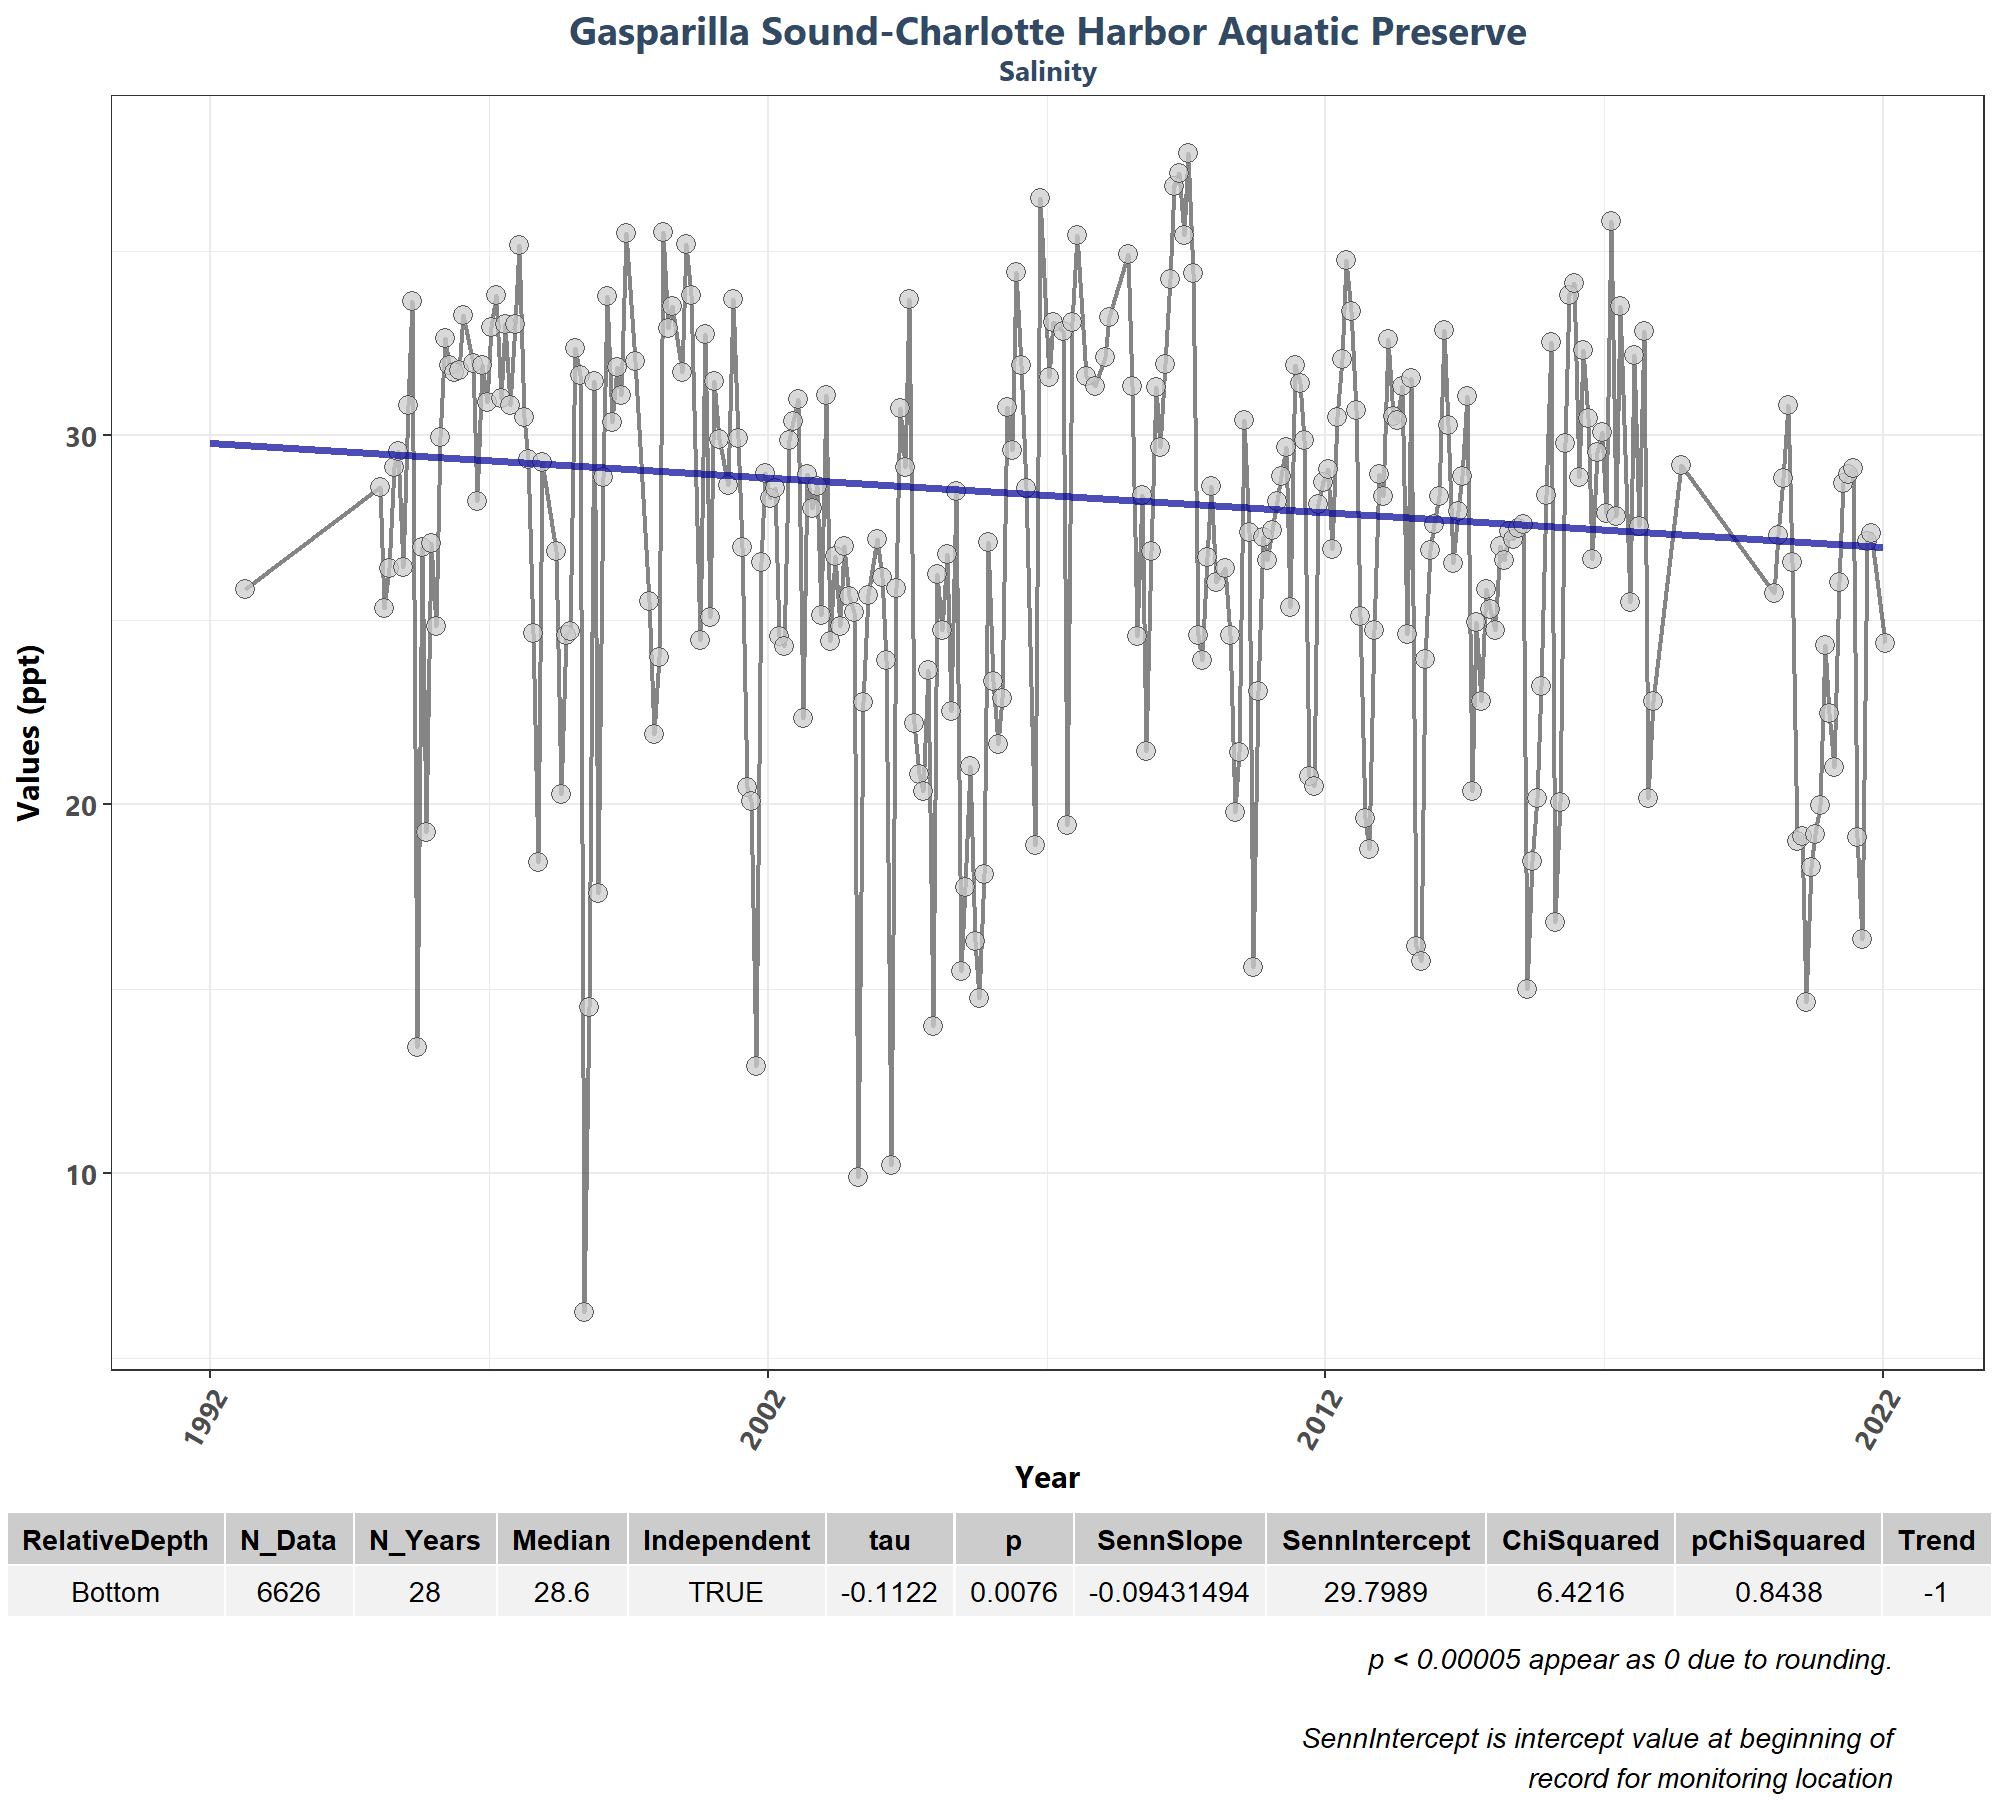 Gasparilla Sound-Charlotte Harbor Aquatic Preserve
Salinity
Values (ppt)
30
20
10
1992
2002
2012
2022
Year
RelativeDepth N_Data N_Years Median Independent tau p SennSlope SennIntercept ChiSquared pChiSquared Trend
Bottom 6626 28 28.6 TRUE -0.1122 0.0076 -0.09431494 29.7989 6.4216 0.8438 -1
p < 0.00005 appear as 0 due to rounding.
SennIntercept is intercept value at beginning of
record for monitoring location